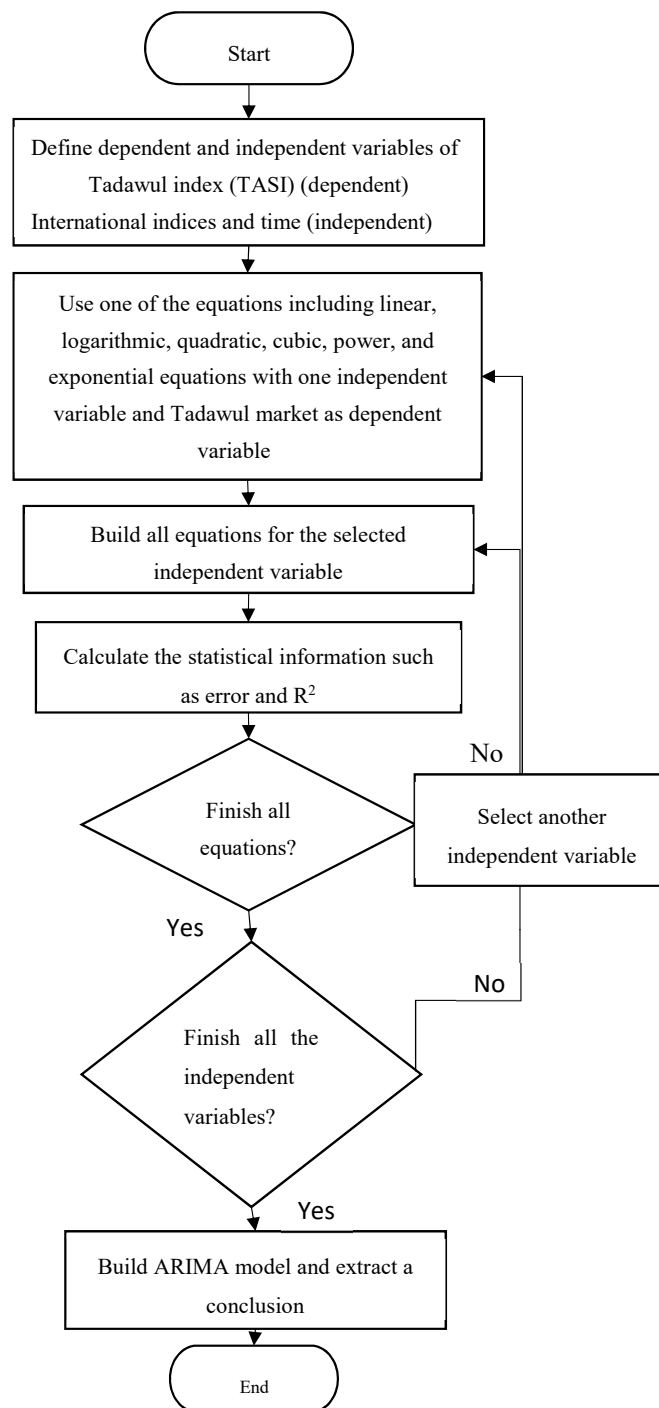 Start
Define dependent and independent variables of
Tadawul index (TASI) (dependent)
International indices and time (independent)
Use one of the equations including linear,
logarithmic, quadratic, cubic, power, and
exponential equations with one independent
variable and Tadawul market as dependent
variable
Build all equations for the selected
independent variable
Calculate the statistical information such
as error and R²
No
Finish all
equations?
Select another
independent variable
Yes
No
Finish all the
independent
variables?
Yes
Build ARIMA model and extract a
conclusion
End